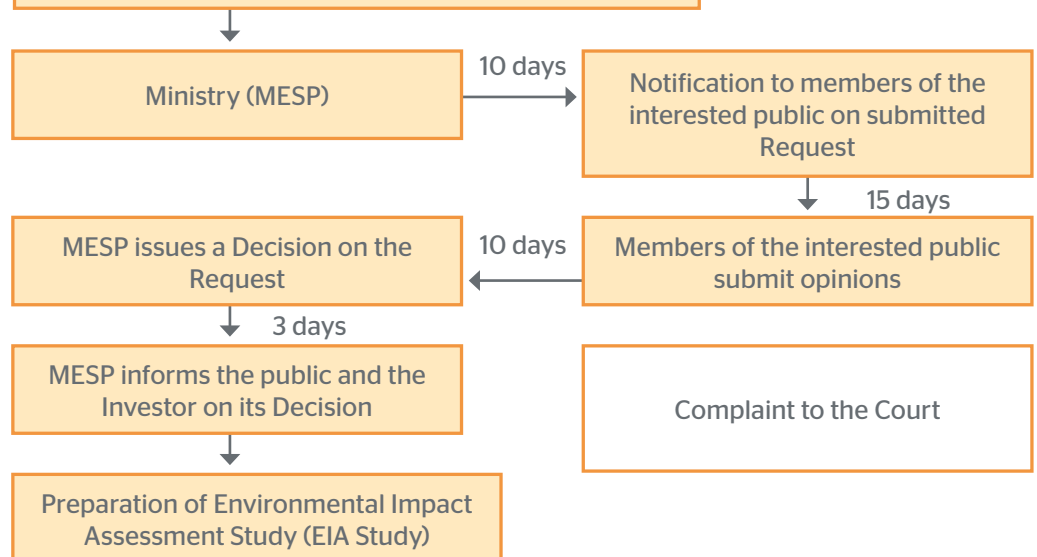 Ministry (MESP)
10 days
Notification to members of the
interested public on submitted
Request
15 days
Members of the interested public
submit opinions
10 days
MESP issues a Decision on the
Request
3 days
MESP informs the public and the
Investor on its Decision
Complaint to the Court
Preparation of Environmental Impact
Assessment Study (EIA Study)